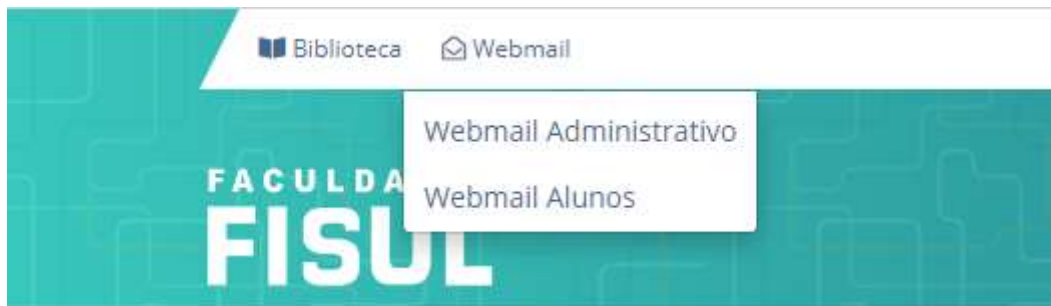 Biblioteca Webmail
Webmail Administrativo
Webmail Alunos
FACULDA
FISUL